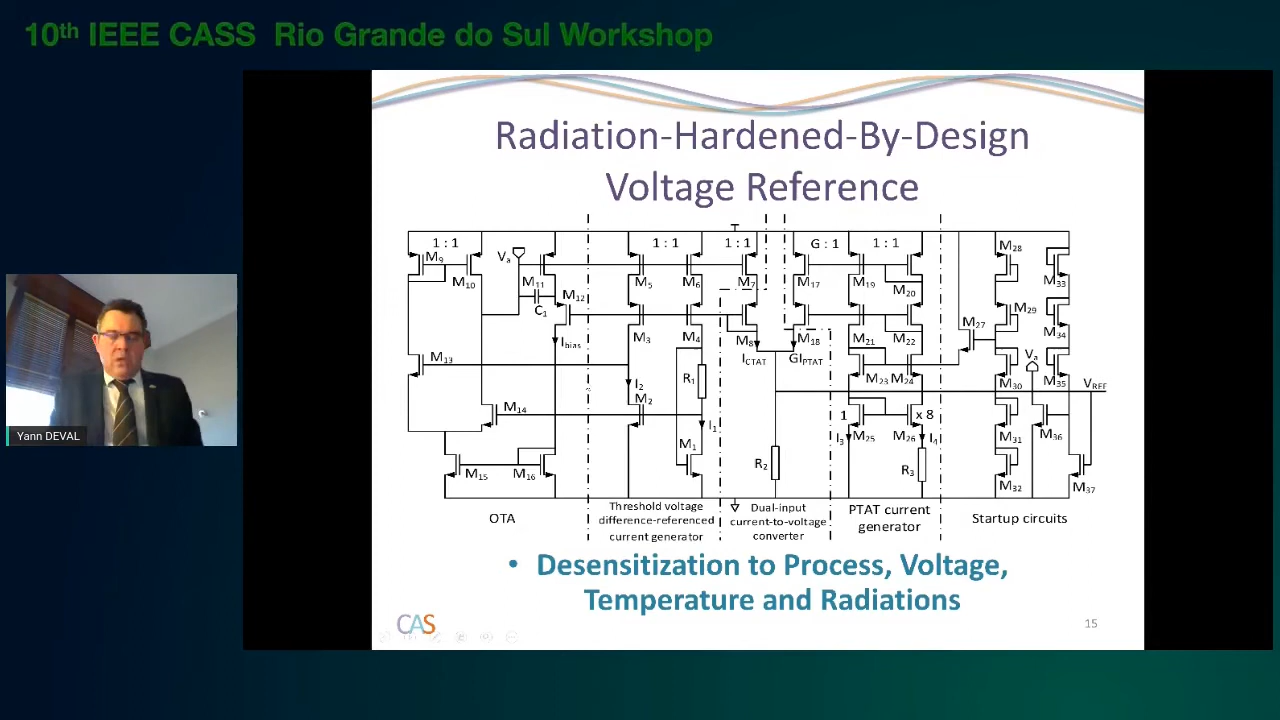 10th IEEE CASS Rio Grande do Sul Workshop
Radiation-Hardened-By-Design
Voltage Reference
1 : 1
1 : 1
1 : 1
G : 1
1 : 1
M9
M10
Va
M11
C1
M12
Ibias
M13
M14
M15
M16
M5
M6
M7
M3
M4
M8
R1
I2
M2
I1
M1
ICTAT
GIPTAT
R2
M17
M18
M19
M20
M21
M22
M23
M24
1
x 8
M25
M26
I3
I4
R3
M27
M28
M29
M30
M31
M32
M33
M34
M35
Va
VREF
M36
M37
OTA
Threshold voltage
difference-referenced
current generator
Dual-input
current-to-voltage
converter
PTAT current
generator
Startup circuits
• Desensitization to Process, Voltage,
Temperature and Radiations
CAS
15
Yann DEVAL